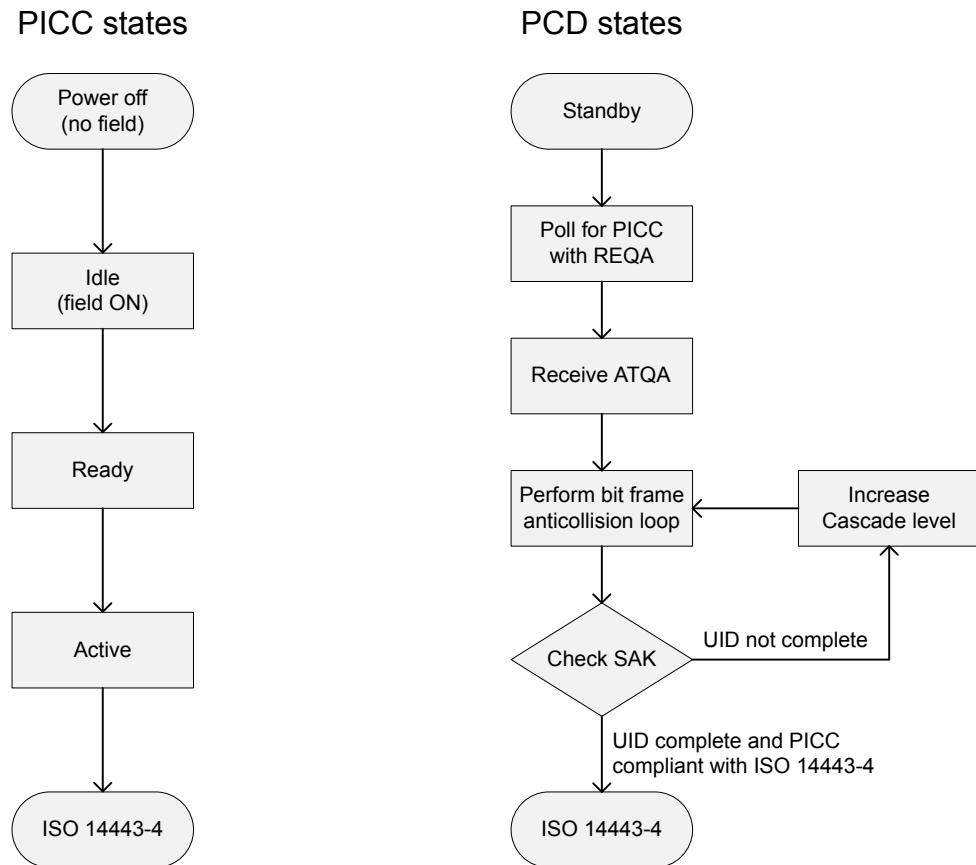 PICC states
Power off
(no field)
Idle
(field ON)
Ready
Active
ISO 14443-4
PCD states
Standby
Poll for PICC
with REQA
Receive ATQA
Perform bit frame
anticollision loop
Increase
Cascade level
Check SAK
UID not complete
UID complete and PICC
compliant with ISO 14443-4
ISO 14443-4